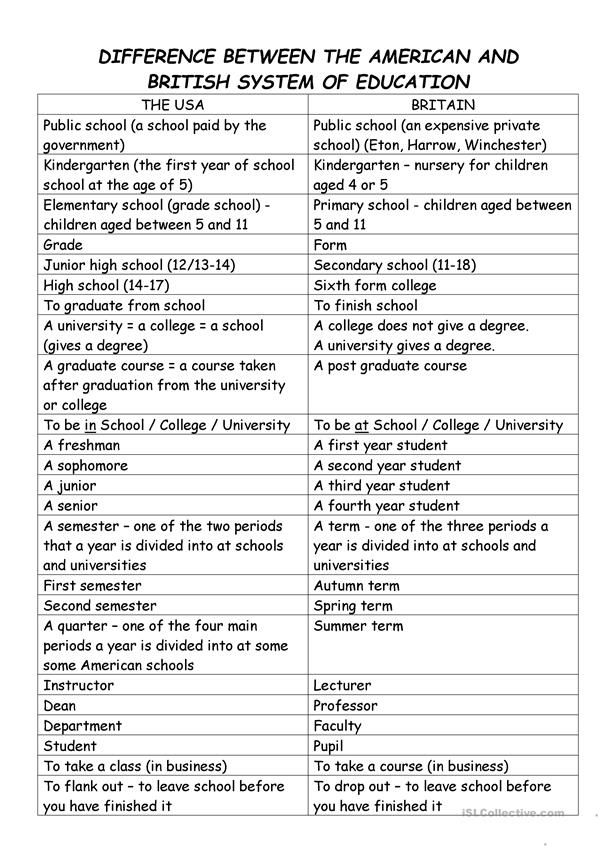 DIFFERENCE BETWEEN THE AMERICAN AND
BRITISH SYSTEM OF EDUCATION
THE USA
BRITAIN
Public school (a school paid by the
government)
Public school (an expensive private
school) (Eton, Harrow, Winchester)
Kindergarten (the first year of school
school at the age of 5)
Kindergarten – nursery for children
aged 4 or 5
Elementary school (grade school) -
children aged between 5 and 11
Primary school - children aged between
5 and 11
Grade
Form
Junior high school (12/13-14)
Secondary school (11-18)
High school (14-17)
Sixth form college
To graduate from school
To finish school
A university = a college = a school
(gives a degree)
A college does not give a degree.
A university gives a degree.
A graduate course = a course taken
after graduation from the university
or college
A post graduate course
To be in School / College / University
To be at School / College / University
A freshman
A first year student
A sophomore
A second year student
A junior
A third year student
A senior
A fourth year student
A semester – one of the two periods
that a year is divided into at schools
and universities
A term - one of the three periods a
year is divided into at schools and
universities
First semester
Autumn term
Second semester
Spring term
A quarter – one of the four main
periods a year is divided into at some
some American schools
Summer term
Instructor
Lecturer
Dean
Professor
Department
Faculty
Student
Pupil
To take a class (in business)
To take a course (in business)
To flank out – to leave school before
you have finished it
To drop out – to leave school before
you have finished it
iSLCollective.com